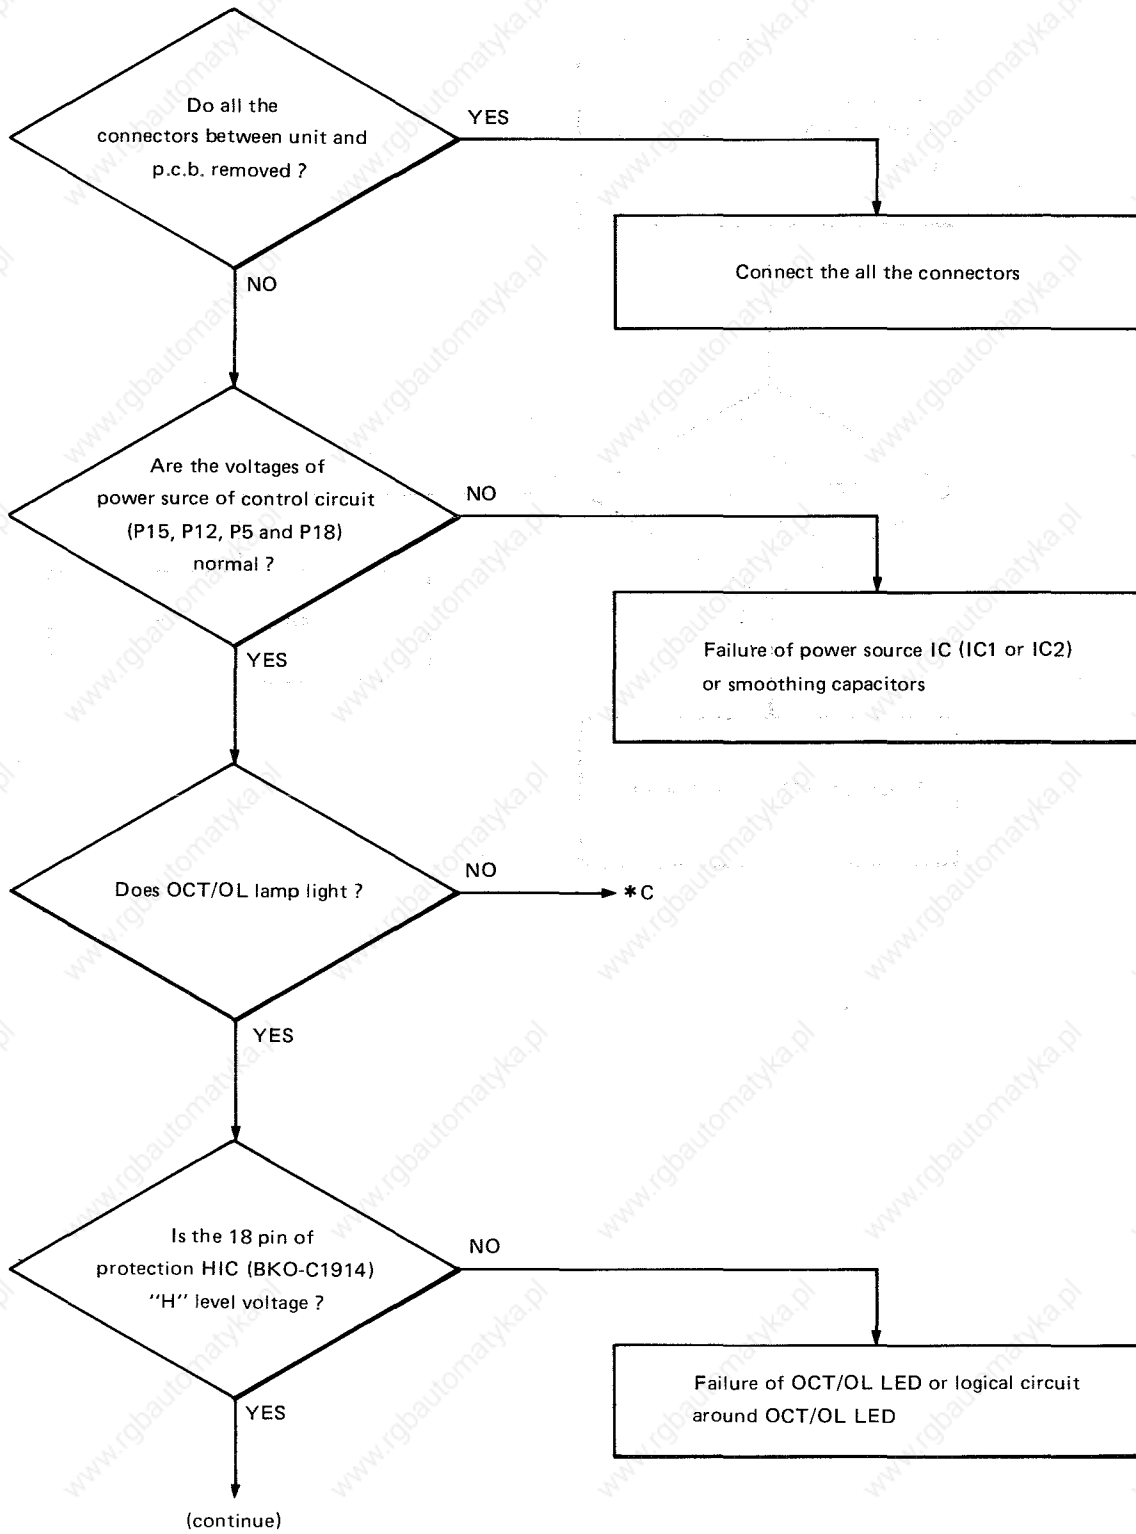 Do all the
connectors between unit and
p.c.b. removed ?
YES
NO
Connect the all the connectors
Are the voltages of
power surce of control circuit
(P15, P12, P5 and P18)
normal ?
NO
YES
Failure of power source IC (IC1 or IC2)
or smoothing capacitors
Does OCT/OL lamp light ?
NO
*C
YES
Is the 18 pin of
protection HIC (BKO-C1914)
"H" level voltage ?
NO
YES
Failure of OCT/OL LED or logical circuit
around OCT/OL LED
(continue)
www.rgbautomatyka.pl